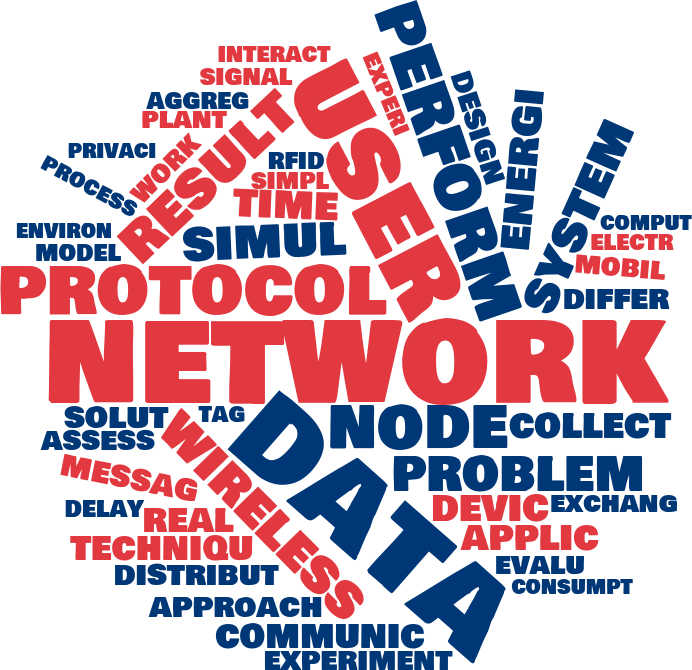 PERFORM
INTERACT
SIGNAL
EXPERI
USER
DESIGN
AGGREG
PLANT
ENERGI
RESULT
SYSTEM
PRIVACI
WORK
RFID
PROCESS
SIMPL
TIME
ENVIRON
MODEL
SIMUL
COMPUT
ELECTR
MOBIL
DIFFER
PROTOCOL
NETWORK
SOLUT
TAG
DATA
NODE
COLLECT
ASSESS
WIRELESS
MESSAG
PROBLEM
DELAY
REAL
DEVIC
EXCHANG
TECHNIQU
APPLIC
DISTRIBUT
EVALU
CONSUMPT
APPROACH
COMMUNIC
EXPERIMENT